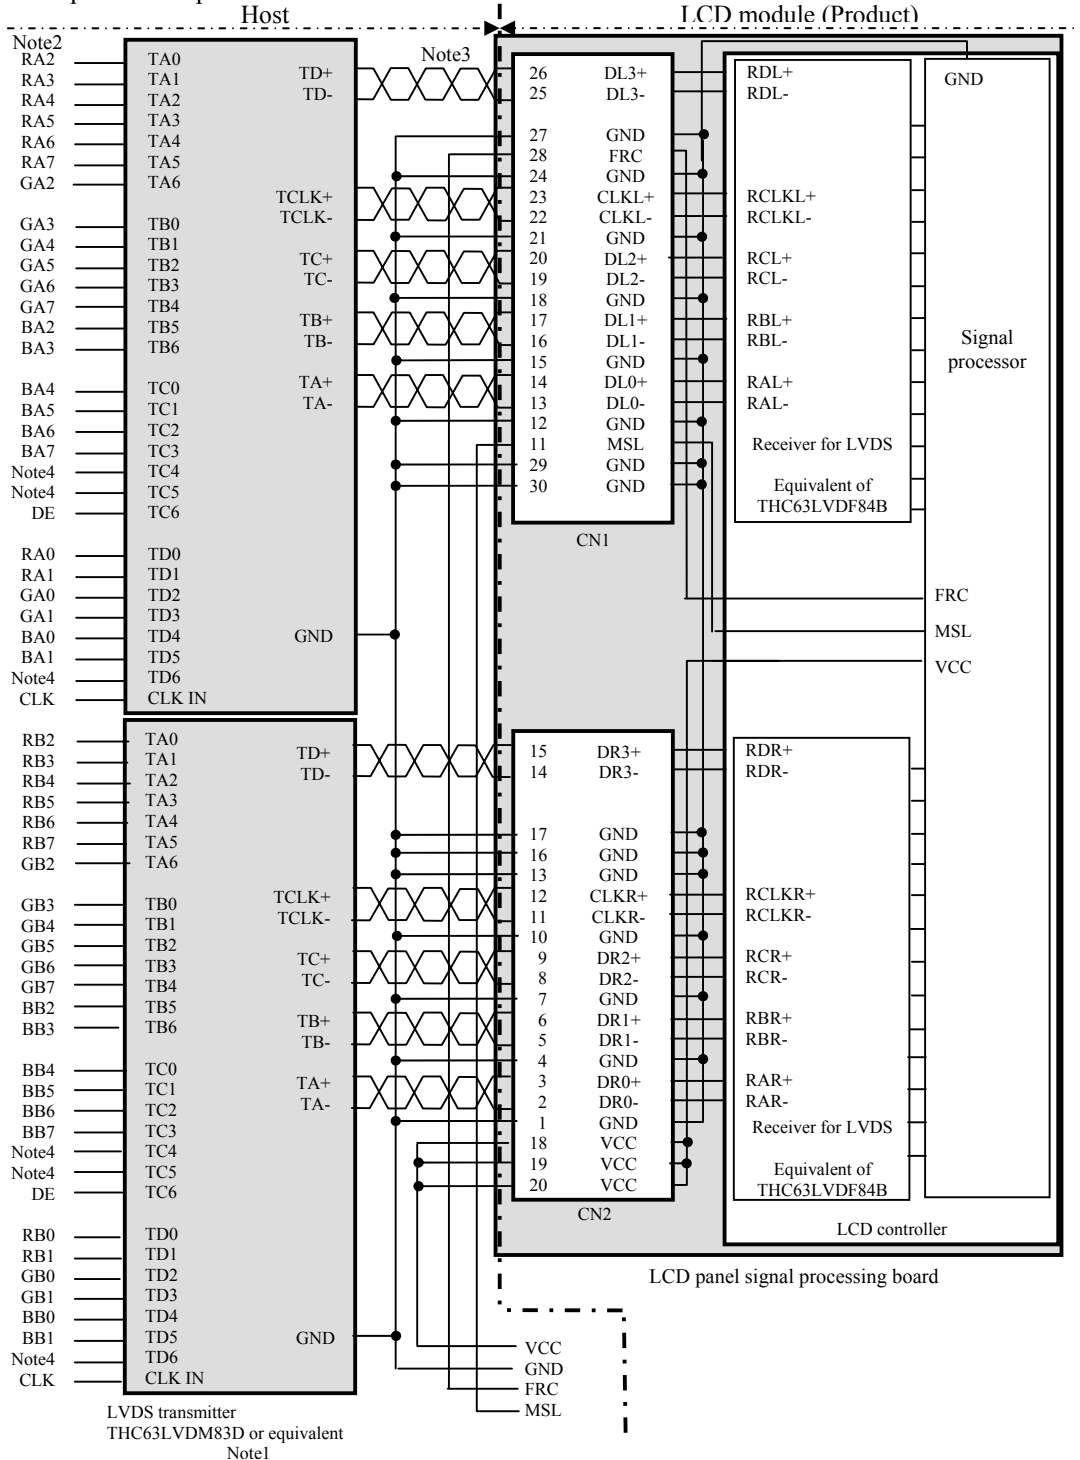 Host
LCD module (Product)
Note2
Note3
RA2 TA0
RA3 TA1
RA4 TA2
RA5 TA3
RA6 TA4
RA7 TA5
GA2 TA6
GA3 TB0
GA4 TB1
GA5 TB2
GA6 TB3
GA7 TB4
BA2 TB5
BA3 TB6
BA4 TC0
BA5 TC1
BA6 TC2
BA7 TC3
Note4 TC4
Note4 TC5
DE TC6
RA0 TD0
RA1 TD1
GA0 TD2
GA1 TD3
BA0 TD4
BA1 TD5
Note4 TD6
CLK CLK IN
TD+
TD-
TCLK+
TCLK-
TC+
TC-
TB+
TB-
TA+
TA-
GND
26 DL3+
25 DL3-
27 GND
28 FRC
24 GND
23 CLKL+
22 CLKL-
21 GND
20 DL2+
19 DL2-
18 GND
17 DL1+
16 DL1-
15 GND
14 DL0+
13 DL0-
12 GND
11 MSL
29 GND
30 GND
CN1
RDL+
RDL-
RCLKL+
RCLKL-
RCL+
RCL-
RBL+
RBL-
RAL+
RAL-
Receiver for LVDS
Equivalent of
THC63LVDF84B
GND
Signal
processor
FRC
MSL
VCC
RB2 TA0
RB3 TA1
RB4 TA2
RB5 TA3
RB6 TA4
RB7 TA5
GB2 TA6
GB3 TB0
GB4 TB1
GB5 TB2
GB6 TB3
GB7 TB4
BB2 TB5
BB3 TB6
BB4 TC0
BB5 TC1
BB6 TC2
BB7 TC3
Note4 TC4
Note4 TC5
DE TC6
RB0 TD0
RB1 TD1
GB0 TD2
GB1 TD3
BB0 TD4
BB1 TD5
Note4 TD6
CLK CLK IN
TD+
TD-
TCLK+
TCLK-
TC+
TC-
TB+
TB-
TA+
TA-
GND
15 DR3+
14 DR3-
17 GND
16 GND
13 GND
12 CLKR+
11 CLKR-
10 GND
9 DR2+
8 DR2-
7 GND
6 DR1+
5 DR1-
4 GND
3 DR0+
2 DR0-
1 GND
18 VCC
19 VCC
20 VCC
CN2
RDR+
RDR-
RCLKR+
RCLKR-
RCR+
RCR-
RBR+
RBR-
RAR+
RAR-
Receiver for LVDS
Equivalent of
THC63LVDF84B
LCD controller
LCD panel signal processing board
VCC
GND
FRC
MSL
LVDS transmitter
THC63LVDM83D or equivalent
Note1